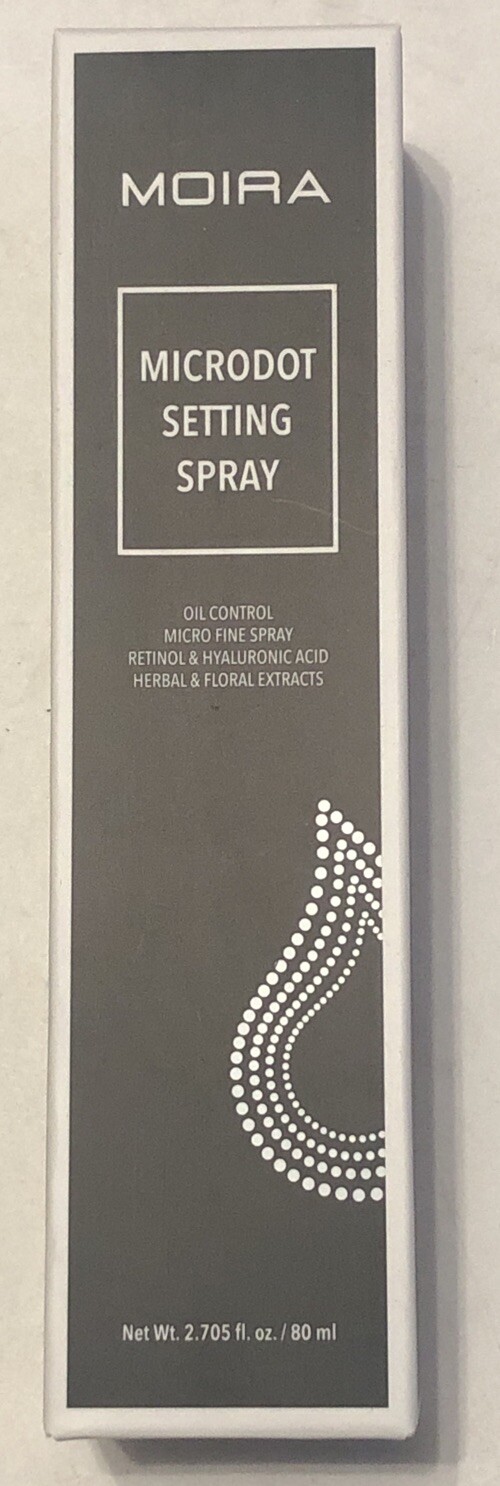 MOIRA
MICRODOT
SETTING
SPRAY
OIL CONTROL
MICRO FINE SPRAY
RETINOL & HYALURONIC ACID
HERBAL & FLORAL EXTRACTS
Net Wt. 2.705 fl. oz. / 80 ml